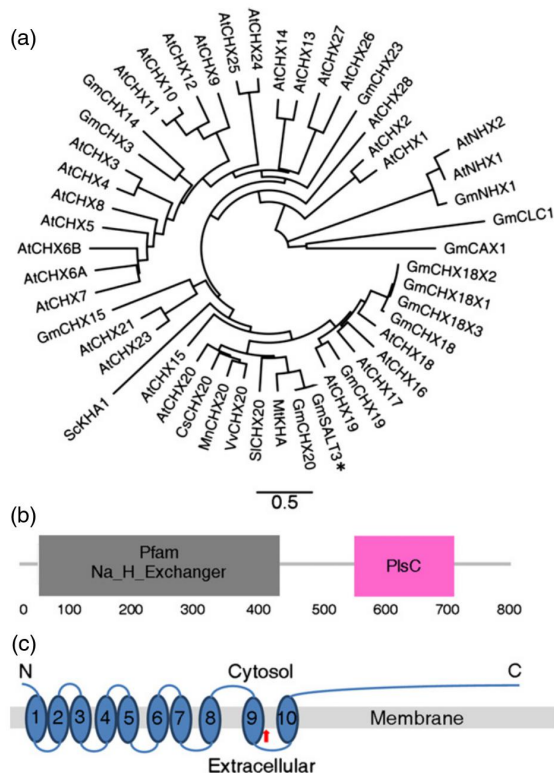 (a)
AtCHX24
AtCHX25
AtCHX9
AtCHX12
AtCHX10
AtCHX11
GmCHX14
GmCHX3
AtCHX3
AtCHX4
AtCHX8
AtCHX5
AtCHX6B
AtCHX6A
AtCHX7
GmCHX15
AtCHX21
AtCHX23
ScKHA1
AtCHX15
AtCHX20
CsCHX20
MnCHX20
VvCHX20
SlCHX20
MtKHA
GmCHX20
GmSALT3*
GmCHX19
AtCHX19
AtCHX17
AtCHX16
AtCHX18
GmCHX18
GmCHX18X3
GmCHX18X1
GmCHX18X2
GmCAX1
GmCLC1
GmNHX1
AtNHX1
AtNHX2
AtCHX1
AtCHX2
AtCHX28
GmCHX23
AtCHX26
AtCHX27
AtCHX13
AtCHX14
0.5
(b)
Pfam
Na_H_Exchanger
PlsC
0 100 200 300 400 500 600 700 800
(c)
N Cytosol C
1 2 3 4 5 6 7 8 9 10 Membrane
Extracellular